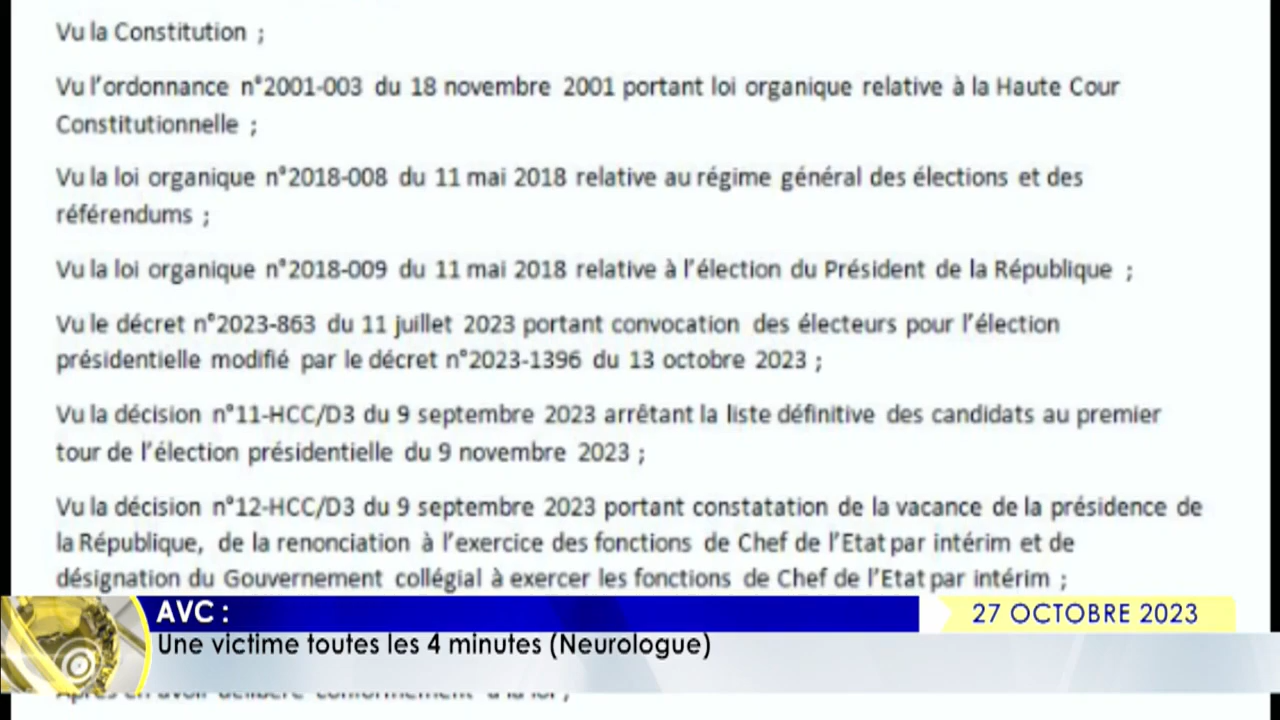 Vu la Constitution ;
Vu l'ordonnance n°2001-003 du 18 novembre 2001 portant loi organique relative à la Haute Cour
Constitutionnelle ;
Vu la loi organique n°2018-008 du 11 mai 2018 relative au régime général des élections et des
référendums ;
Vu la loi organique n°2018-009 du 11 mai 2018 relative à l'élection du Président de la République ;
Vu le décret n°2023-863 du 11 juillet 2023 portant convocation des électeurs pour l'élection
présidentielle modifié par le décret n°2023-1396 du 13 octobre 2023 ;
Vu la décision n°11-HCC/D3 du 9 septembre 2023 arrêtant la liste définitive des candidats au premier
tour de l'élection présidentielle du 9 novembre 2023 ;
Vu la décision n°12-HCC/D3 du 9 septembre 2023 portant constatation de la vacance de la présidence de
la République, de la renonciation à l'exercice des fonctions de Chef de l'Etat par intérim et de
désignation du Gouvernement collégial à exercer les fonctions de Chef de l'Etat par intérim ;
AVC :
27 OCTOBRE 2023
Une victime toutes les 4 minutes (Neurologue)